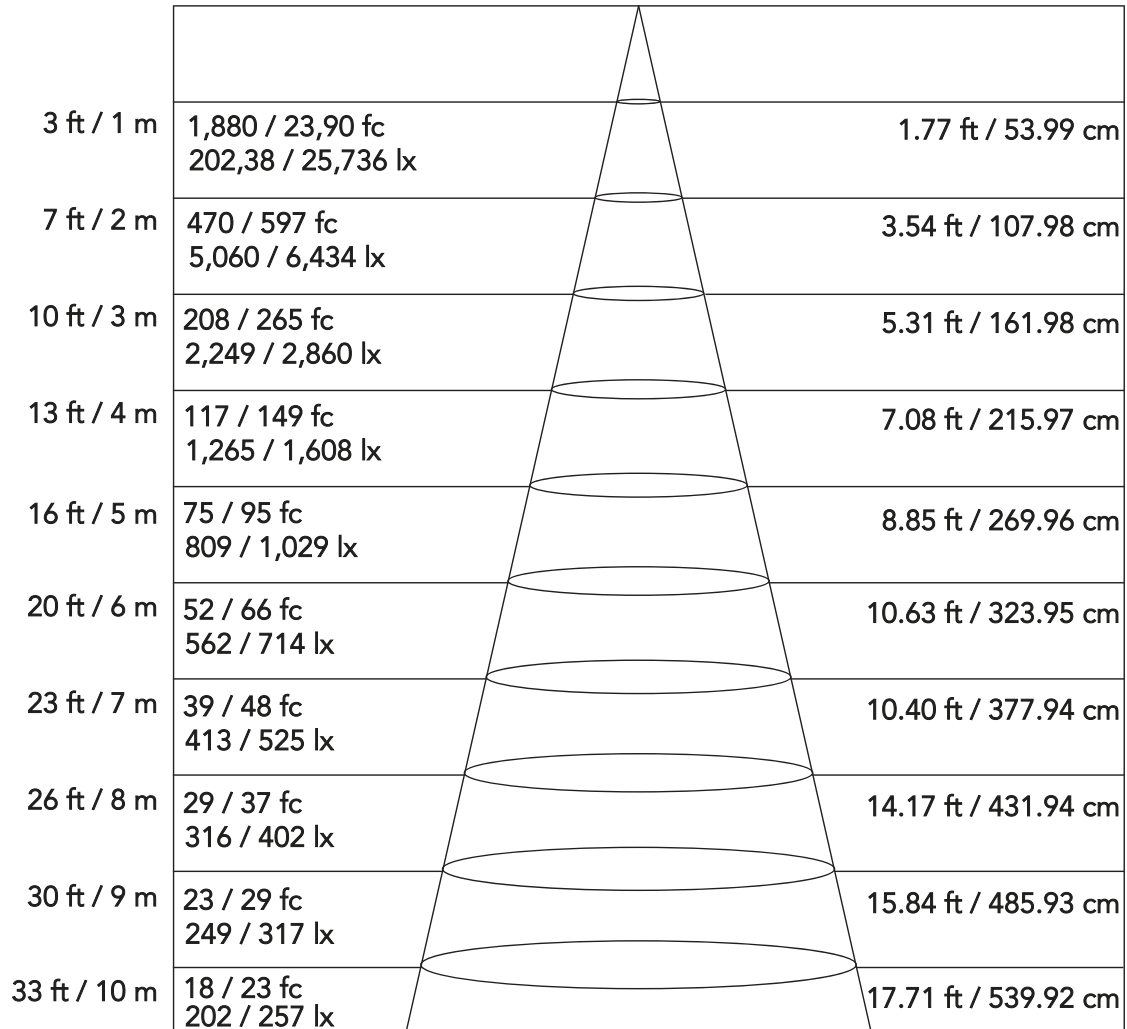 3 ft / 1 m
1,880 / 23,90 fc
202,38 / 25,736 lx
1.77 ft / 53.99 cm
7 ft / 2 m
470 / 597 fc
5,060 / 6,434 lx
3.54 ft / 107.98 cm
10 ft / 3 m
208 / 265 fc
2,249 / 2,860 lx
5.31 ft / 161.98 cm
13 ft / 4 m
117 / 149 fc
1,265 / 1,608 lx
7.08 ft / 215.97 cm
16 ft / 5 m
75 / 95 fc
809 / 1,029 lx
8.85 ft / 269.96 cm
20 ft / 6 m
52 / 66 fc
562 / 714 lx
10.63 ft / 323.95 cm
23 ft / 7 m
39 / 48 fc
413 / 525 lx
10.40 ft / 377.94 cm
26 ft / 8 m
29 / 37 fc
316 / 402 lx
14.17 ft / 431.94 cm
30 ft / 9 m
23 / 29 fc
249 / 317 lx
15.84 ft / 485.93 cm
33 ft / 10 m
18 / 23 fc
202 / 257 lx
17.71 ft / 539.92 cm